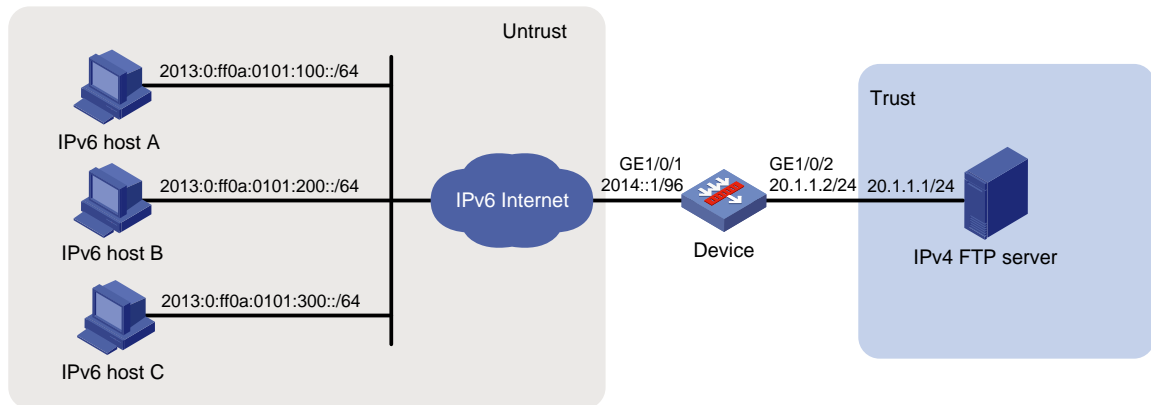 Untrust
2013:0:ff0a:0101:100::/64
IPv6 host A
2013:0:ff0a:0101:200::/64
IPv6 host B
2013:0:ff0a:0101:300::/64
IPv6 host C
IPv6 Internet
GE1/0/1
2014::1/96
Device
GE1/0/2
20.1.1.2/24
Trust
20.1.1.1/24
IPv4 FTP server